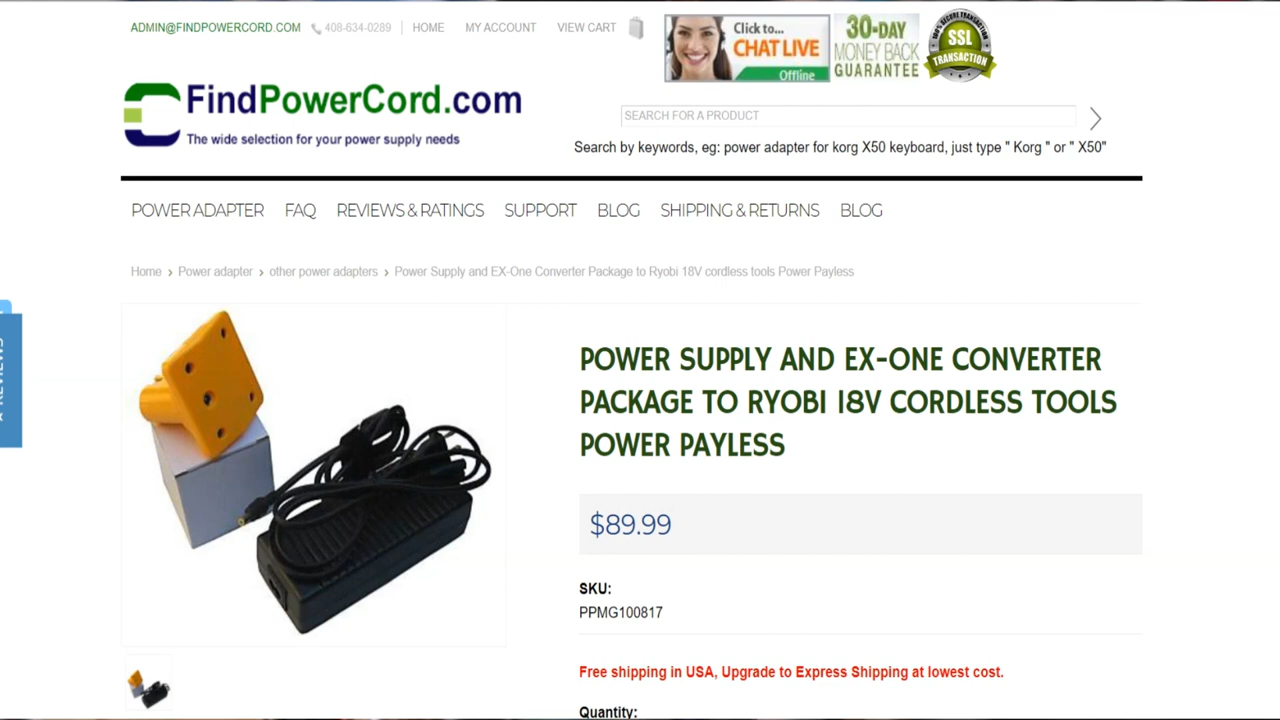 ADMIN@FINDPOWERCORD.COM 408-634-0289 HOME MY ACCOUNT VIEW CART
Click to...
CHAT LIVE
Offline
30-DAY
MONEY BACK
GUARANTEE
100% SECURE TRANSACTION
SSL
TRANSACTION
FindPowerCord.com
The wide selection for your power supply needs
SEARCH FOR A PRODUCT
Search by keywords, eg: power adapter for korg X50 keyboard, just type " Korg " or " X50"
POWER ADAPTER FAQ REVIEWS & RATINGS SUPPORT BLOG SHIPPING & RETURNS BLOG
Home › Power adapter › other power adapters › Power Supply and EX-One Converter Package to Ryobi 18V cordless tools Power Payless
★ REVIEWS
POWER SUPPLY AND EX-ONE CONVERTER
PACKAGE TO RYOBI 18V CORDLESS TOOLS
POWER PAYLESS
$89.99
SKU:
PPMG100817
Free shipping in USA, Upgrade to Express Shipping at lowest cost.
Quantity: